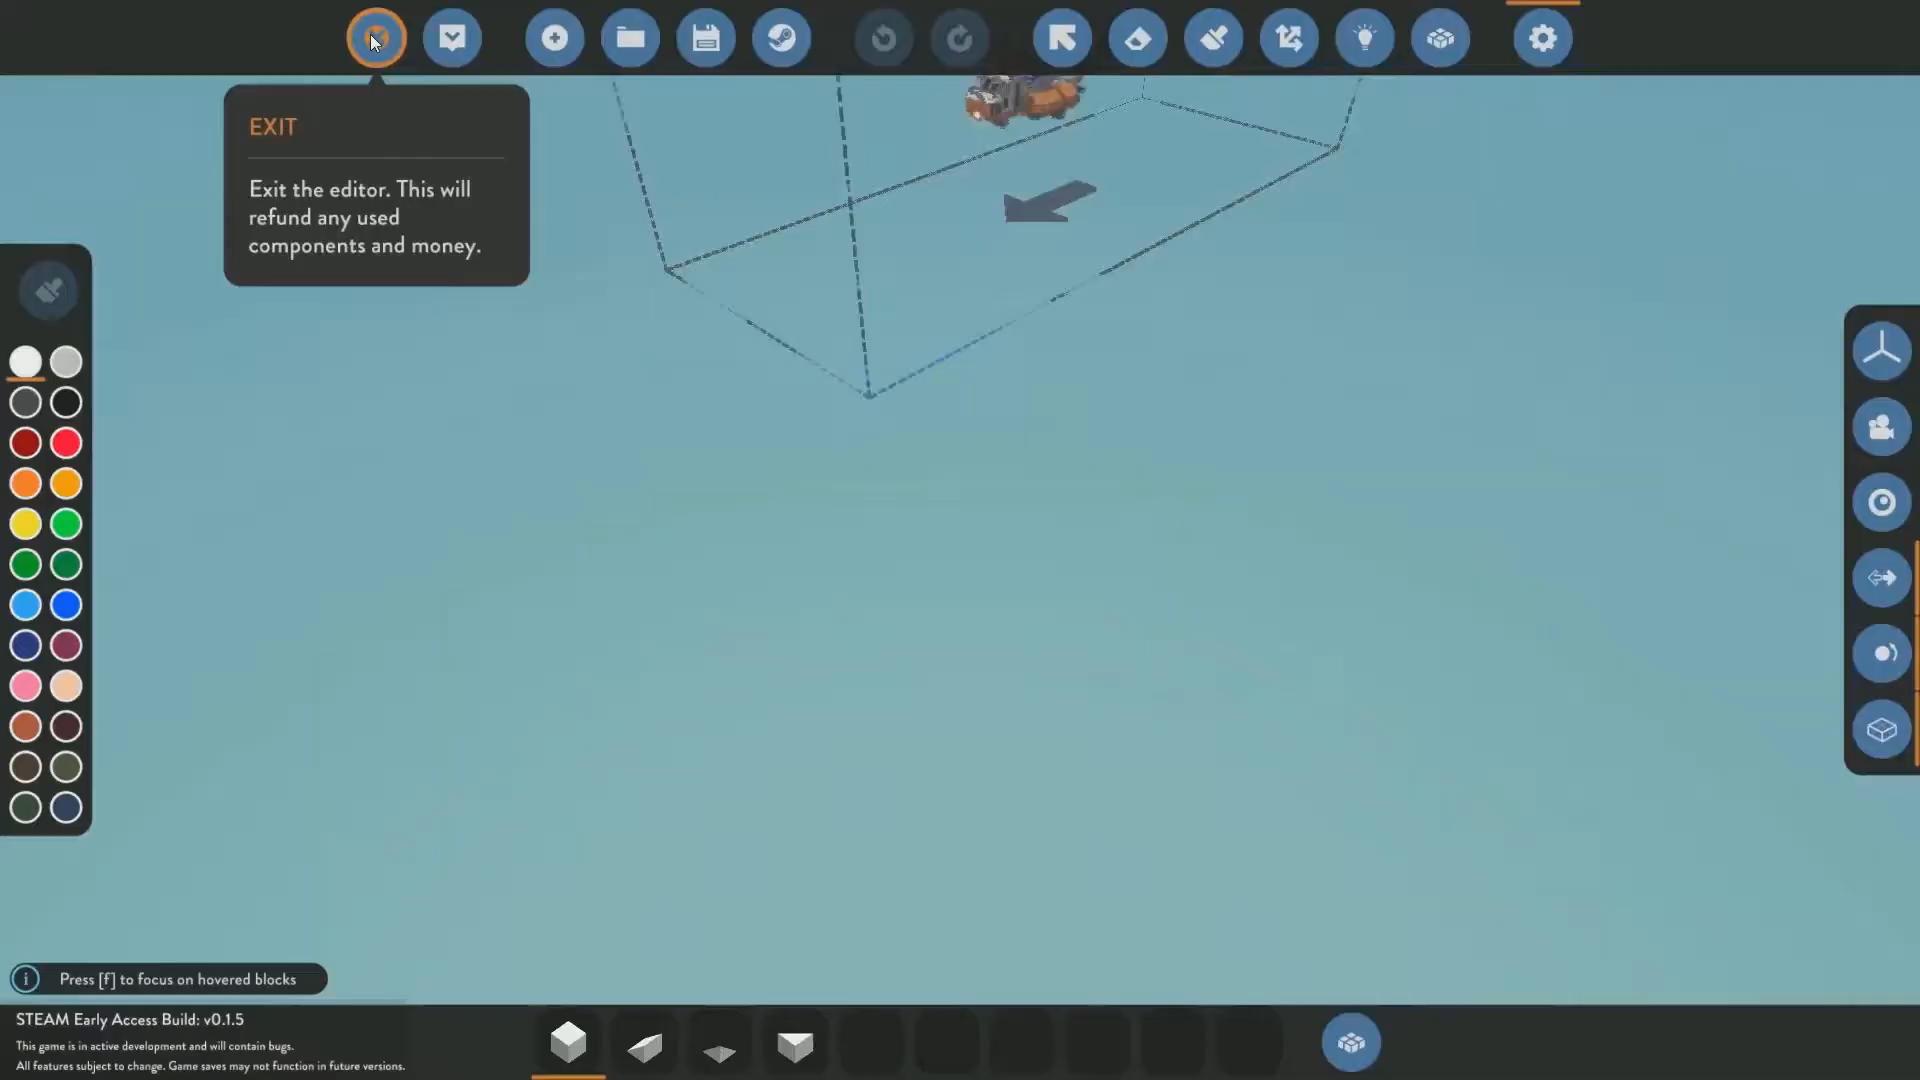 EXIT
Exit the editor. This will
refund any used
components and money.
Press [f] to focus on hovered blocks
STEAM Early Access Build: v0.1.5
This game is in active development and will contain bugs.
All features subject to change. Game saves may not function in future versions.